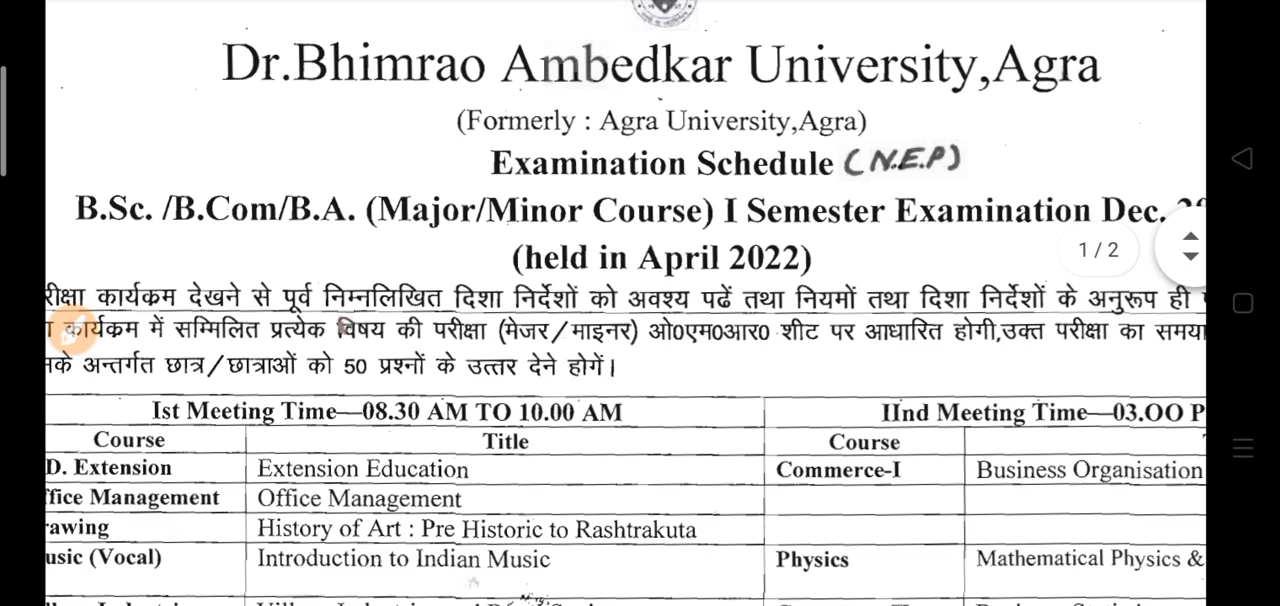 Dr.Bhimrao Ambedkar University,Agra
(Formerly : Agra University,Agra)
Examination Schedule (N.E.P)
B.Sc. /B.Com/B.A. (Major/Minor Course) I Semester Examination Dec.
(held in April 2022)
1/2
रीक्षा कार्यक्रम देखने से पूर्व निम्नलिखित दिशा निर्देशों को अवश्य पढें तथा नियमों तथा दिशा निर्देशों के अनुरूप ही
कार्यक्रम में सम्मिलित प्रत्येक विषय की परीक्षा (मेजर/माइनर) ओ0एम0आर0 शीट पर आधारित होगी,उक्त परीक्षा का समया
के अन्तर्गत छात्र/छात्राओं को 50 प्रश्नों के उत्तर देने होगें।
Ist Meeting Time—08.30 AM TO 10.00 AM IInd Meeting Time—03.OO P
Course Title Course
D. Extension Extension Education Commerce-I Business Organisation
ffice Management Office Management
rawing History of Art : Pre Historic to Rashtrakuta
usic (Vocal) Introduction to Indian Music Physics Mathematical Physics &